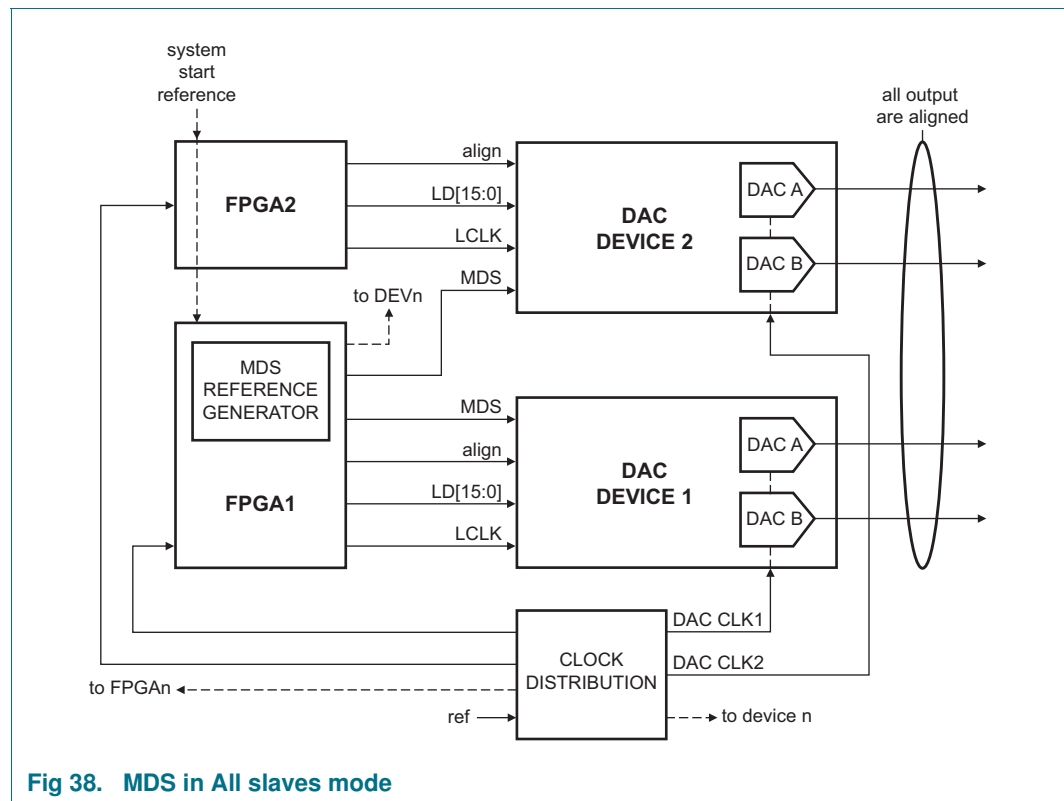 system
start
reference
all output
are aligned
FPGA2
align
LD[15:0]
LCLK
MDS
DAC
DEVICE 2
DAC A
DAC B
to DEVn
MDS
REFERENCE
GENERATOR
FPGA1
MDS
align
LD[15:0]
LCLK
DAC
DEVICE 1
DAC A
DAC B
CLOCK
DISTRIBUTION
DAC CLK1
DAC CLK2
to FPGAn
ref
to device n
Fig 38. MDS in All slaves mode